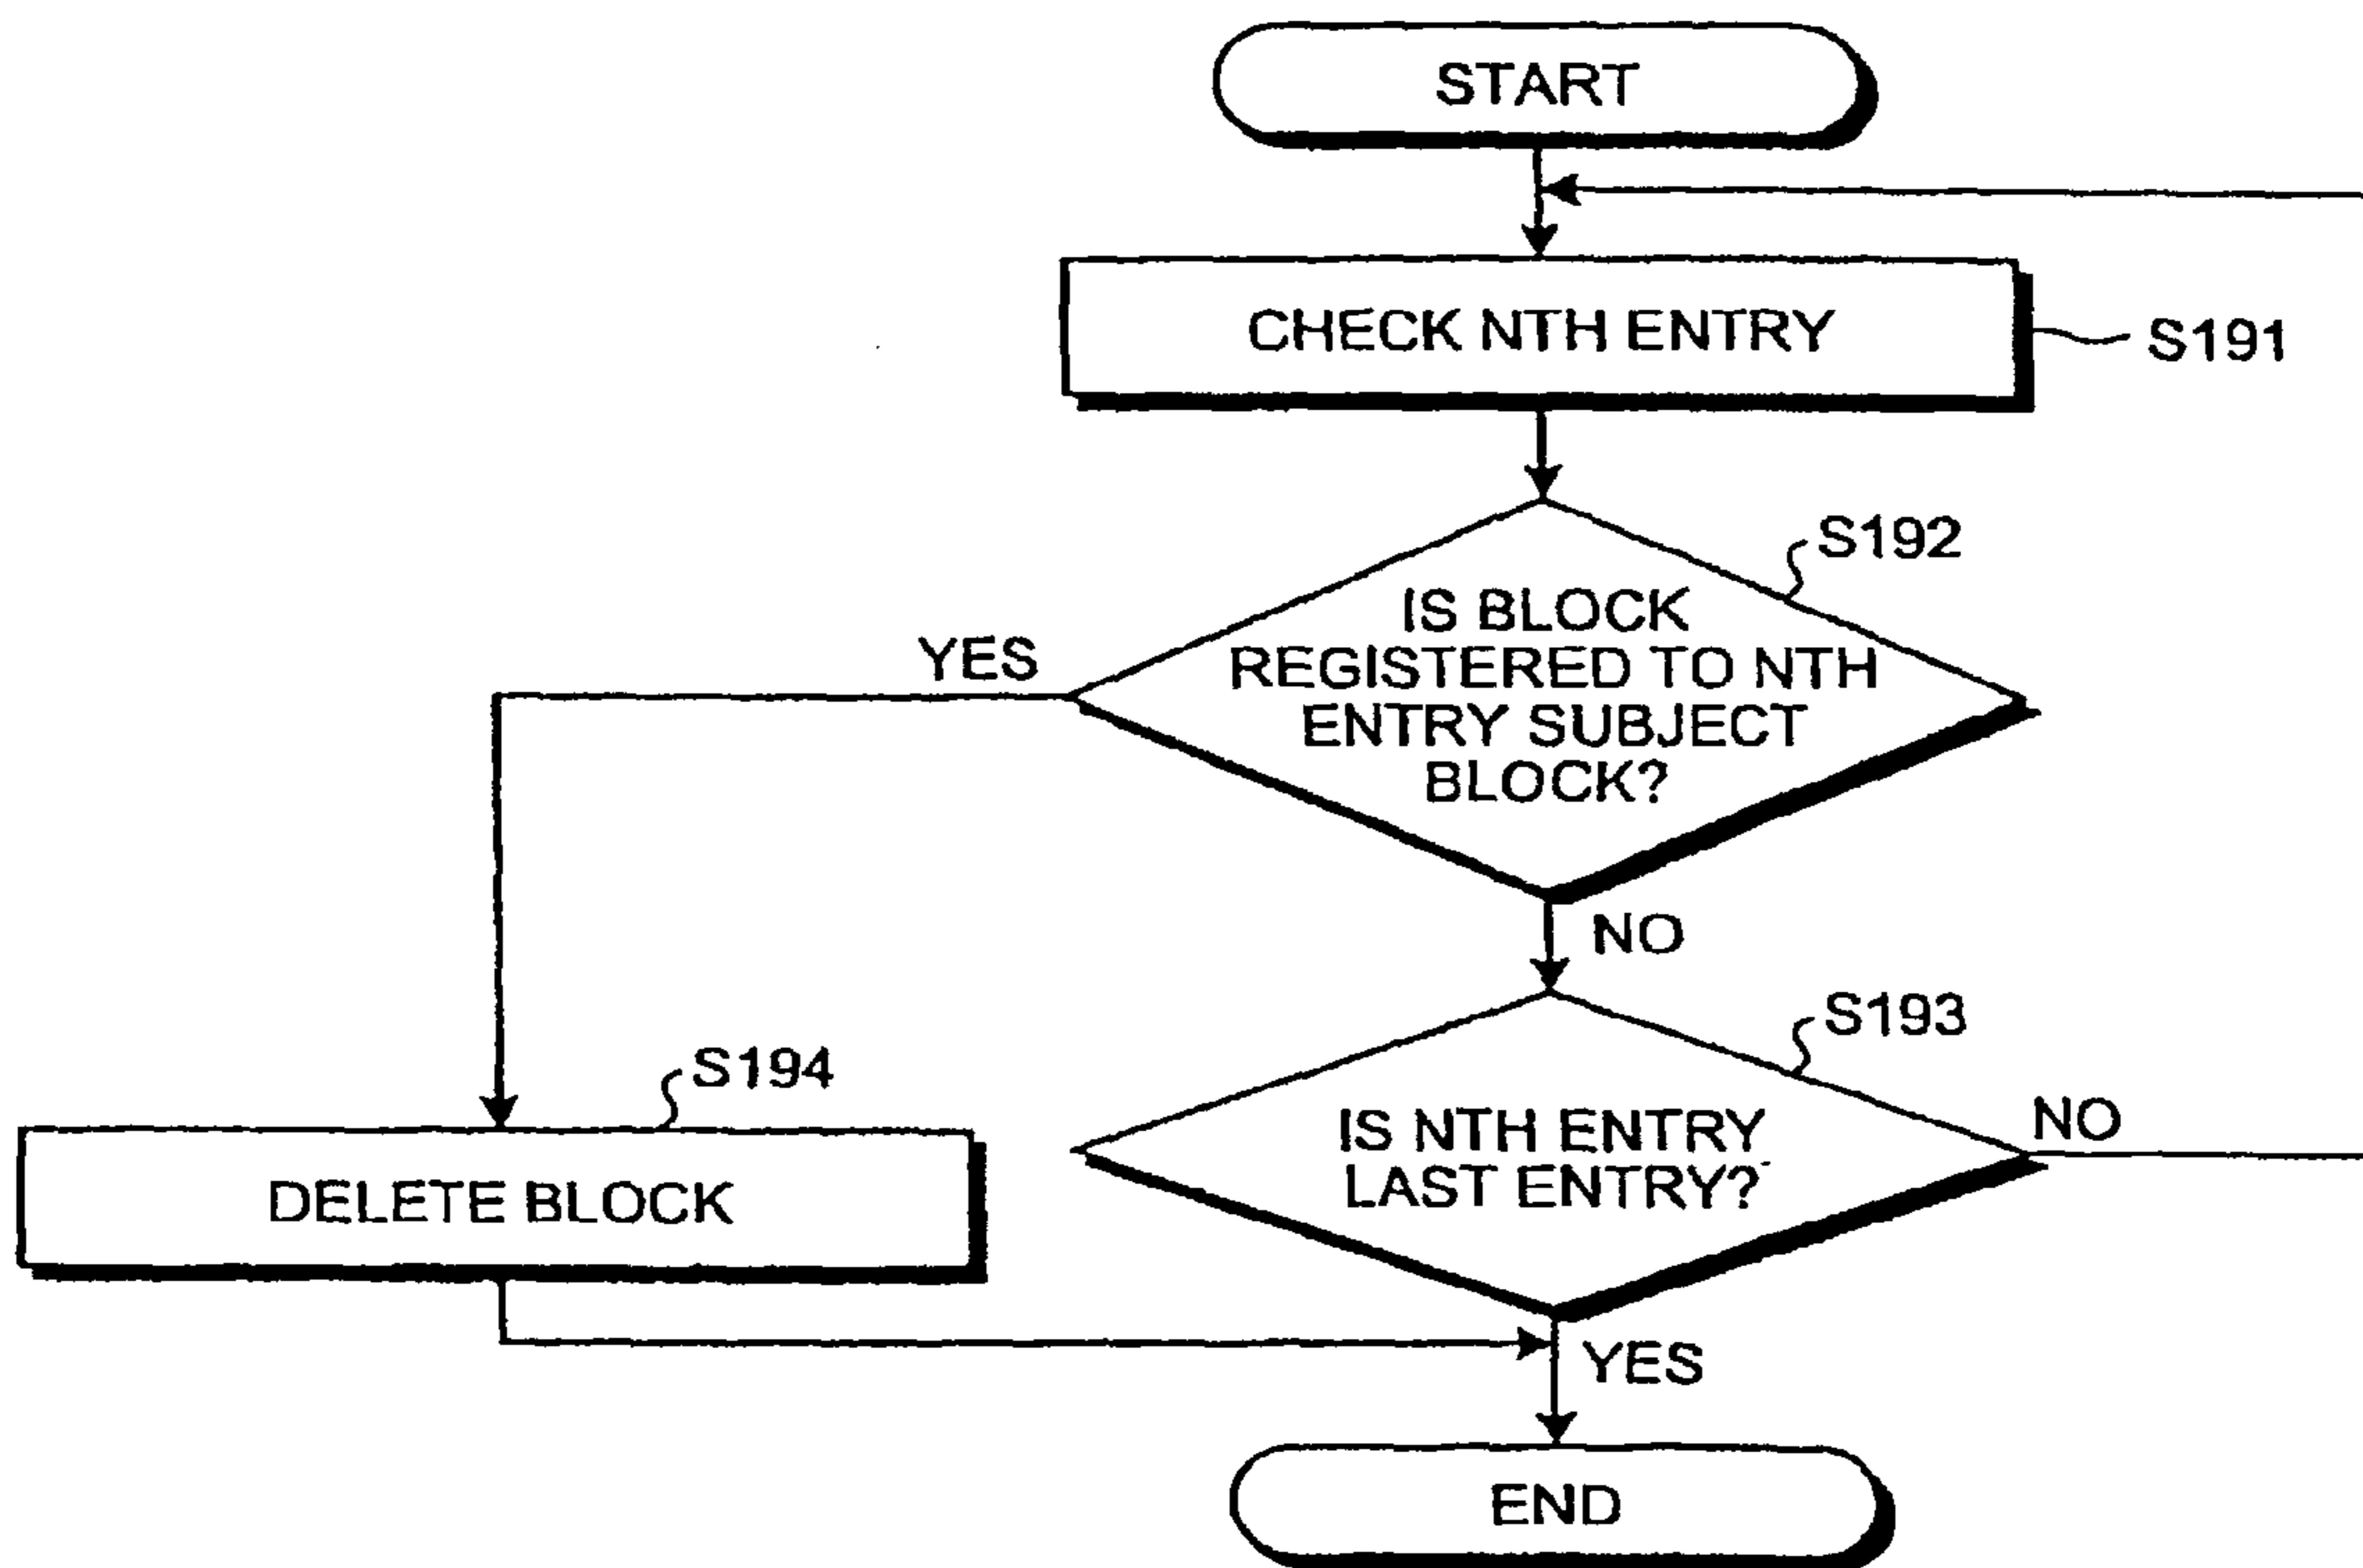 START
CHECK NTH ENTRY
S191
S192
IS BLOCK
REGISTERED TO NTH
ENTRY SUBJECT
BLOCK?
YES
NO
S193
IS NTH ENTRY
LAST ENTRY?
NO
S194
DELETE BLOCK
YES
END